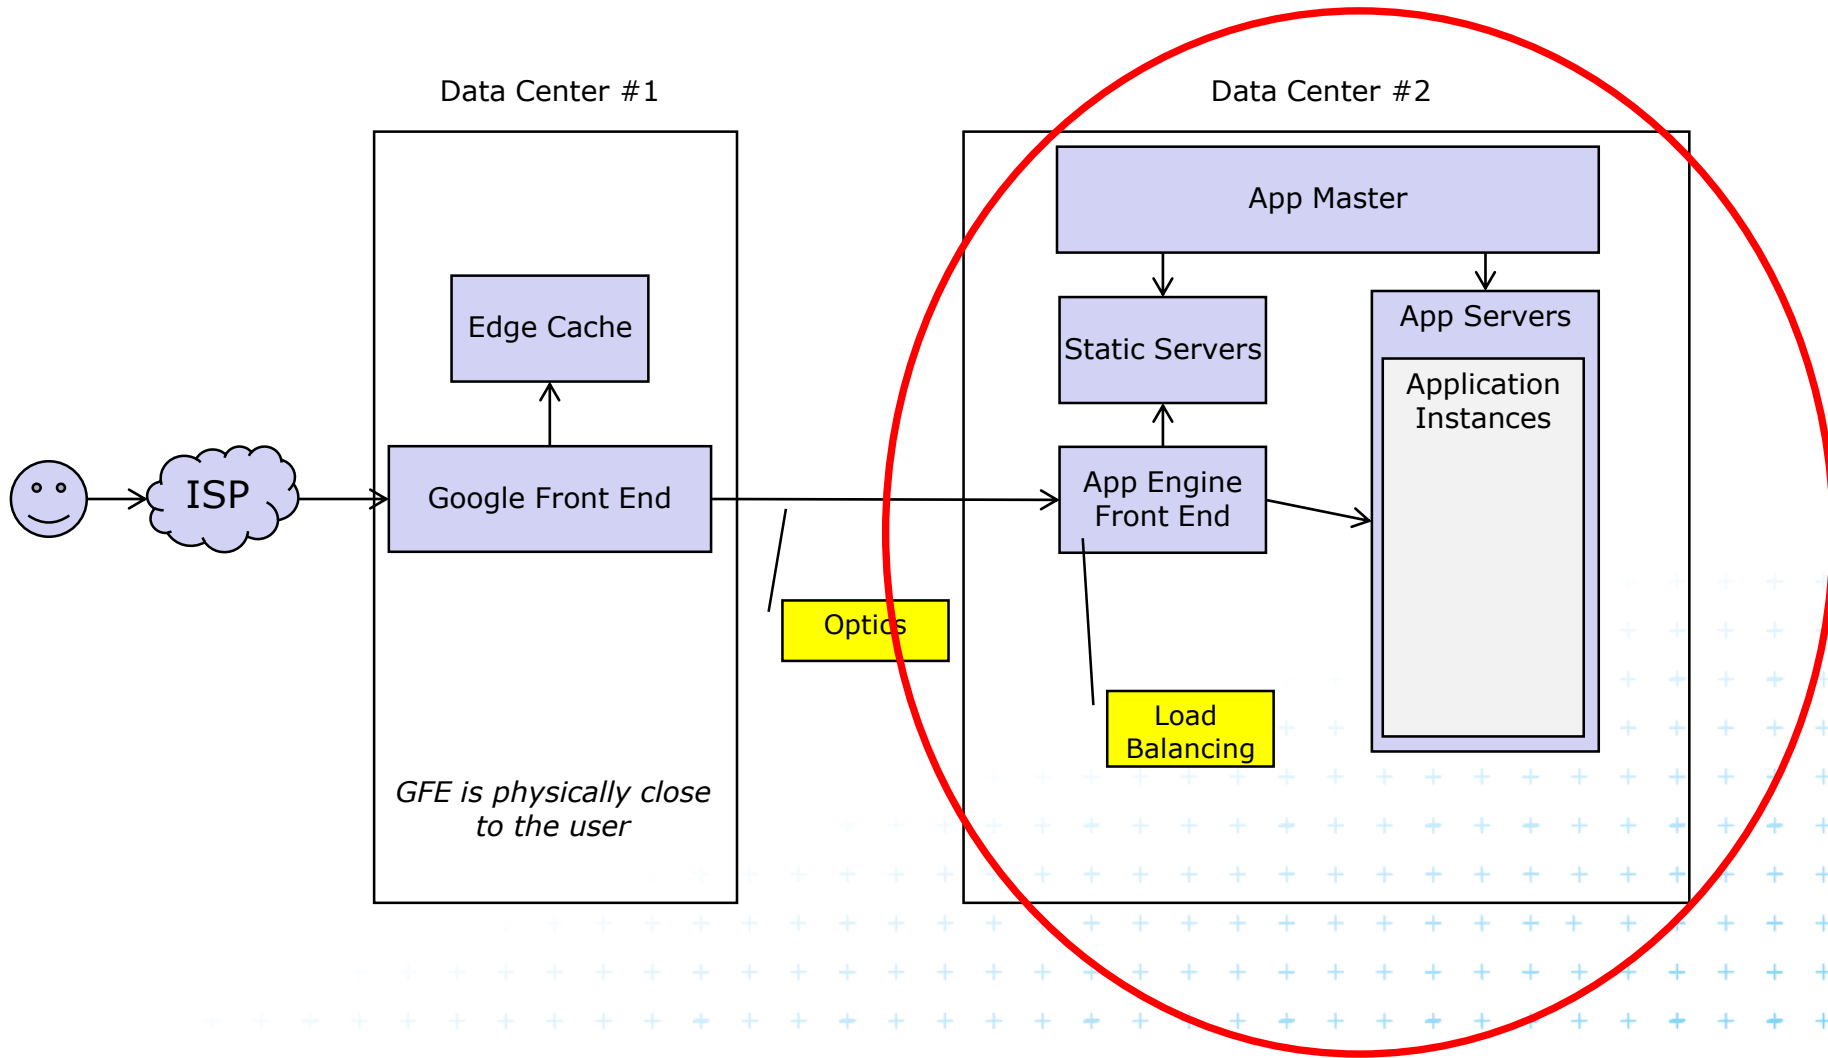 Data Center #1
Data Center #2
App Master
Edge Cache
Static Servers
App Servers
Application
Instances
ISP
Google Front End
App Engine
Front End
Optics
Load
Balancing
GFE is physically close
to the user